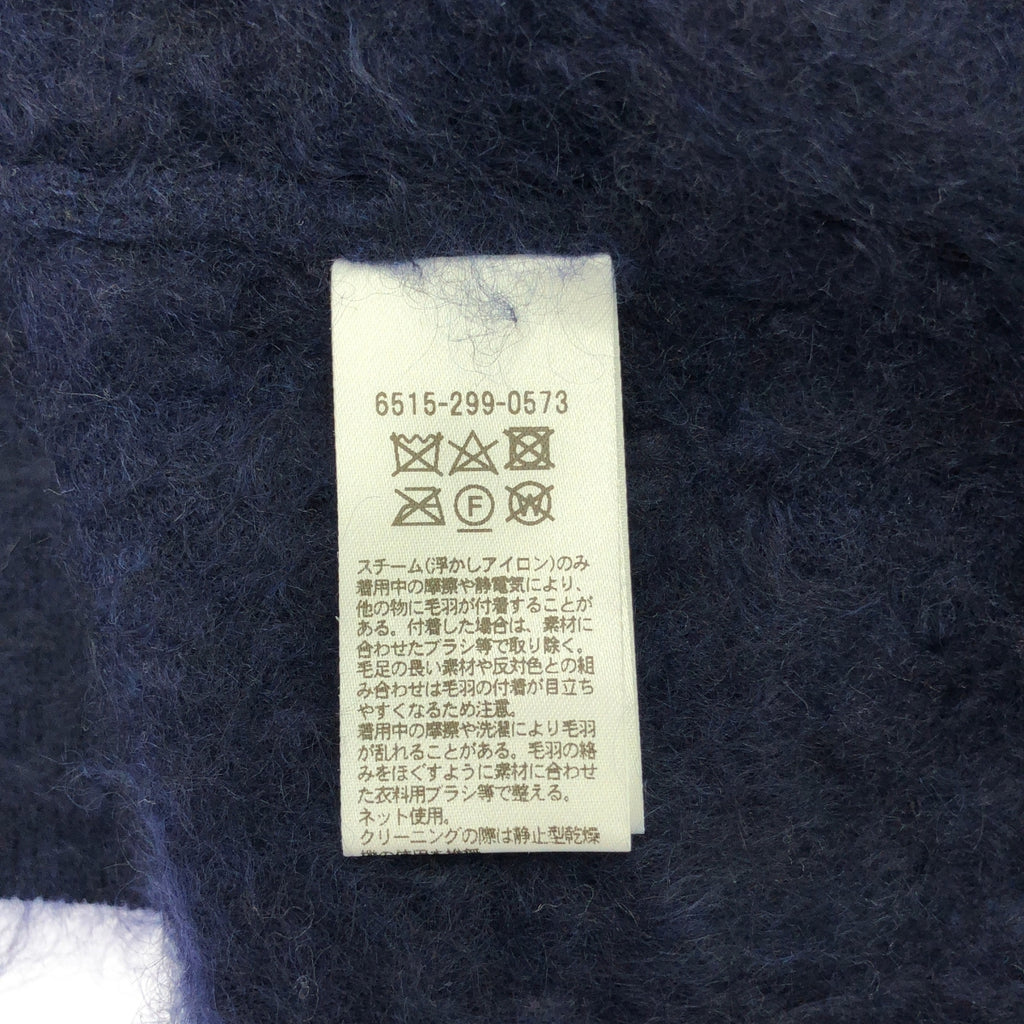 6515-299-0573
F W
スチーム(浮かしアイロン)のみ
着用中の摩擦や静電気により、
他の物に毛羽が付着することが
ある。付着した場合は、素材に
合わせたブラシ等で取り除く。
毛足の長い素材や反対色との組
み合わせは毛羽の付着が目立ち
やすくなるため注意。
着用中の摩擦や洗濯により毛羽
が乱れることがある。毛羽の絡
みをほぐすように素材に合わせ
た衣料用ブラシ等で整える。
ネット使用。
クリーニングの際は静止型乾燥